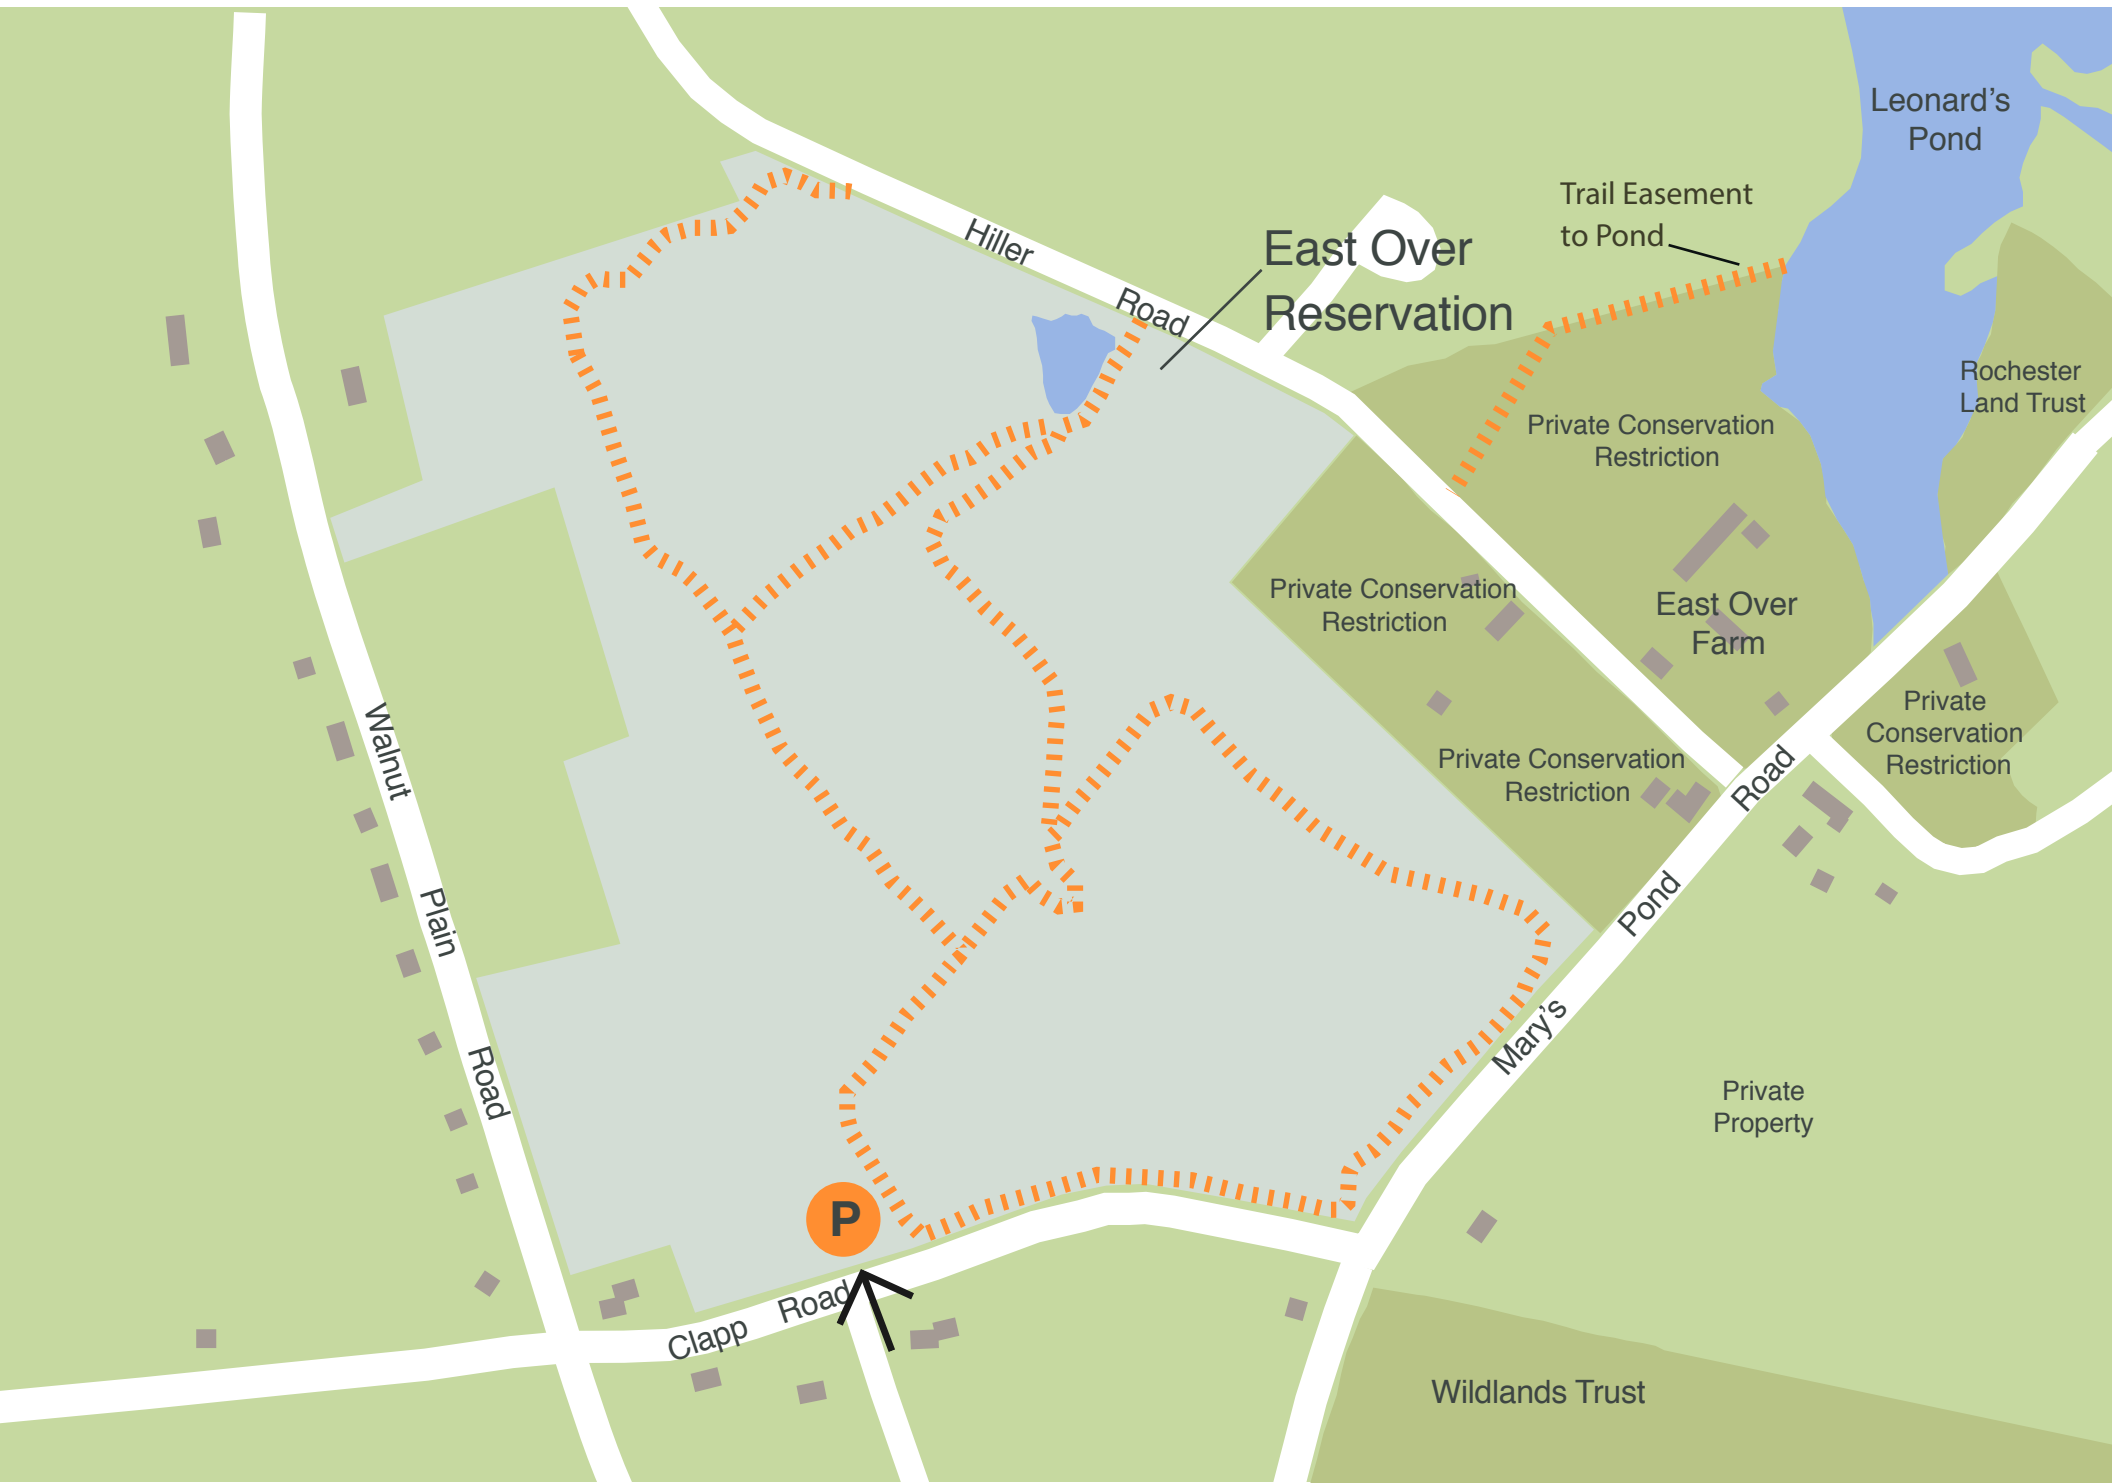 Leonard's
Pond
Trail Easement
to Pond
Hiller
Road
East Over
Reservation
Rochester
Land Trust
Private Conservation
Restriction
Private Conservation
Restriction
East Over
Farm
Private
Conservation
Restriction
Private Conservation
Restriction
Walnut
Plain
Road
Mary's
Pond
Road
Private
Property
P
Clapp
Road
Wildlands Trust